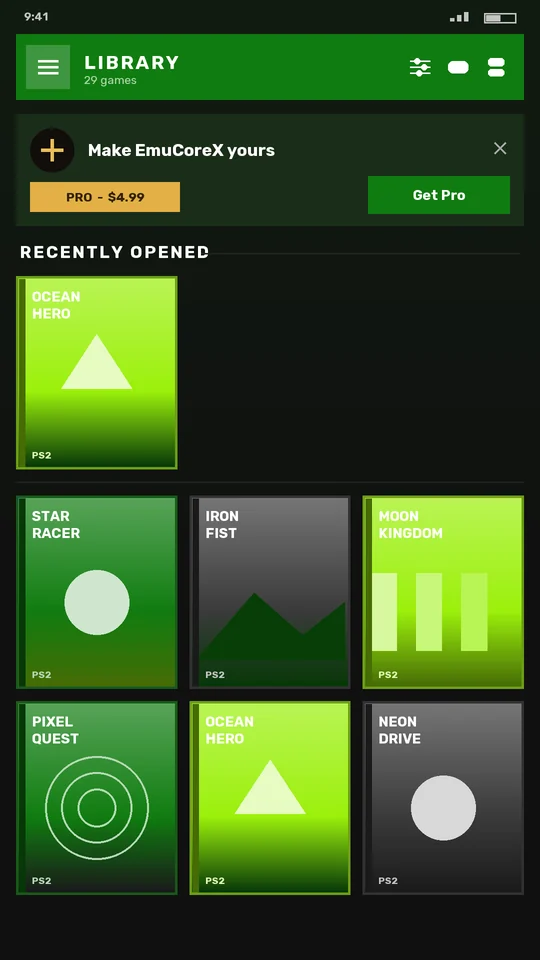 9:41
LIBRARY
29 games
Make EmuCoreX yours
PRO - $4.99
Get Pro
RECENTLY OPENED
OCEAN
HERO
PS2
STAR
RACER
PS2
IRON
FIST
PS2
MOON
KINGDOM
PS2
PIXEL
QUEST
PS2
OCEAN
HERO
PS2
NEON
DRIVE
PS2